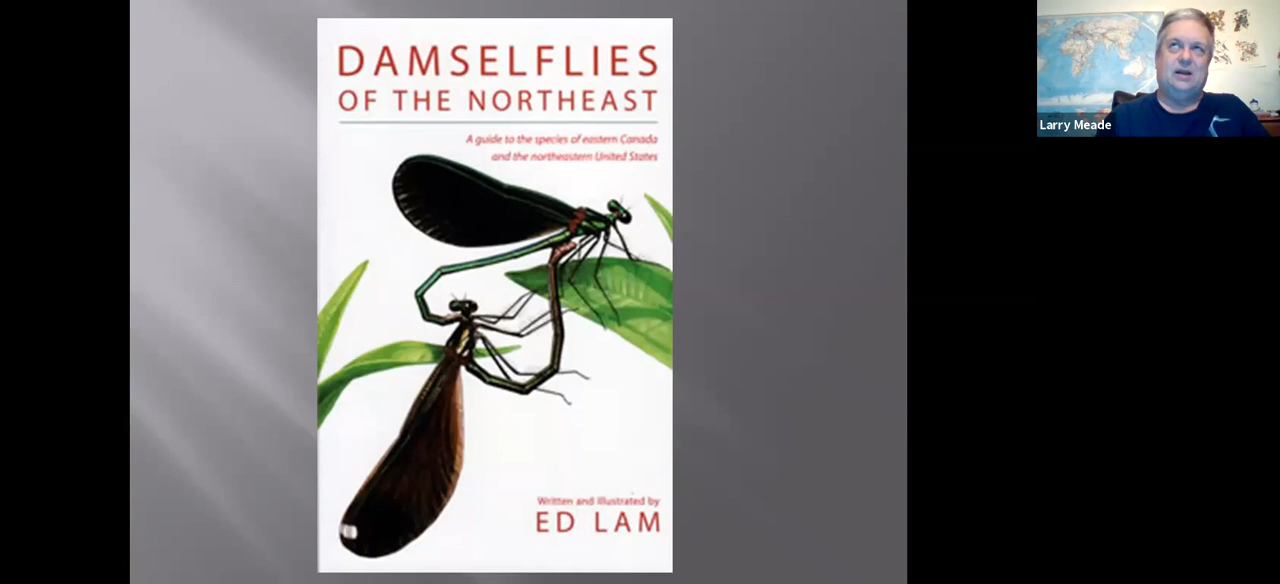 DAMSELFLIES
OF THE NORTHEAST
A guide to the species of eastern Canada
and the northeastern United States
Written and illustrated by
ED LAM
Larry Meade